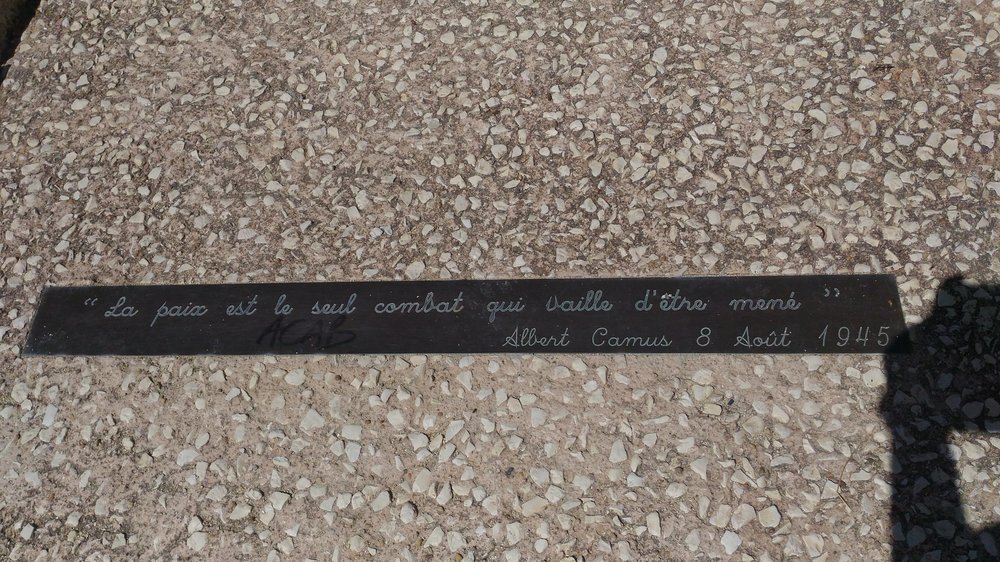 “ La paix est le seul combat qui vaille d'être mené ”
ACAB
Albert Camus 8 Août 1945